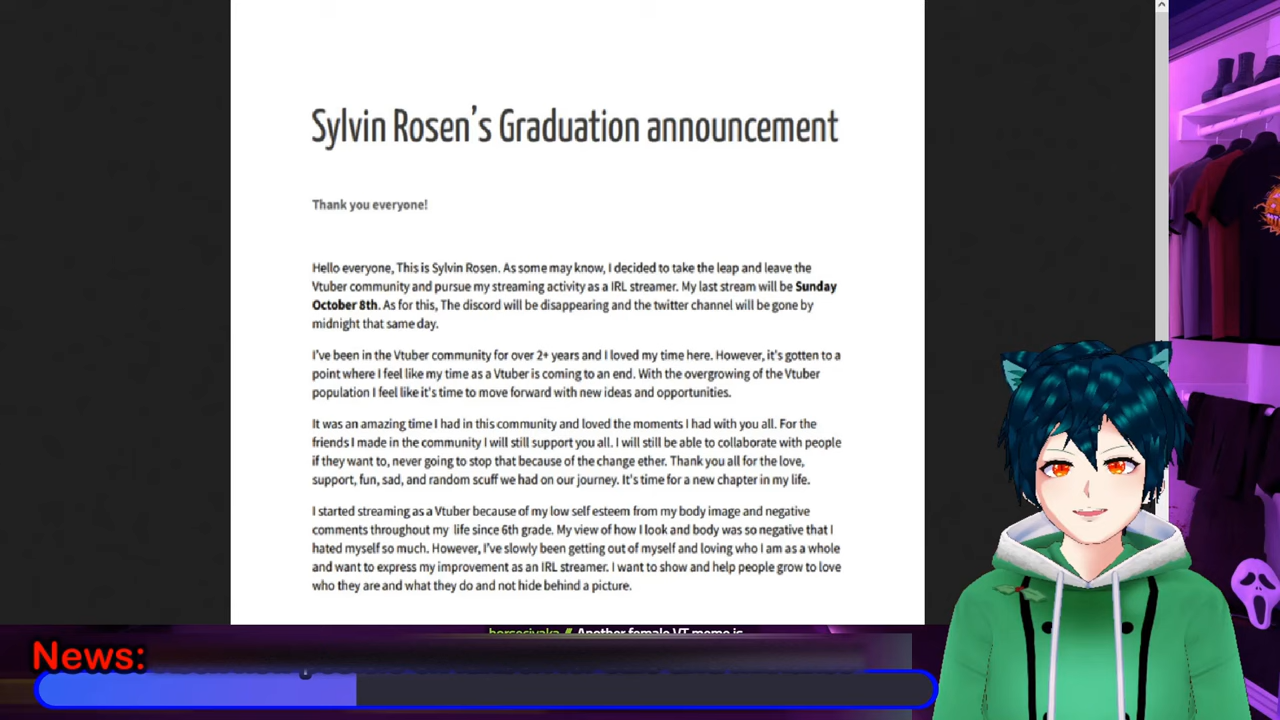 Sylvin Rosen's Graduation announcement
Thank you everyone!
Hello everyone, This is Sylvin Rosen. As some may know, I decided to take the leap and leave the
Vtuber community and pursue my streaming activity as a IRL streamer. My last stream will be Sunday
October 8th. As for this, The discord will be disappearing and the twitter channel will be gone by
midnight that same day.
I've been in the Vtuber community for over 2+ years and I loved my time here. However, it's gotten to a
point where I feel like my time as a Vtuber is coming to an end. With the overgrowing of the Vtuber
population I feel like it's time to move forward with new ideas and opportunities.
It was an amazing time I had in this community and loved the moments I had with you all. For the
friends I made in the community I will still support you all. I will still be able to collaborate with people
if they want to, never going to stop that because of the change ether. Thank you all for the love,
support, fun, sad, and random scuff we had on our journey. It's time for a new chapter in my life.
I started streaming as a Vtuber because of my low self esteem from my body image and negative
comments throughout my life since 6th grade. My view of how I look and body was so negative that I
hated myself so much. However, I've slowly been getting out of myself and loving who I am as a whole
and want to express my improvement as an IRL streamer. I want to show and help people grow to love
who they are and what they do and not hide behind a picture.
// Another female VT meme is
News: